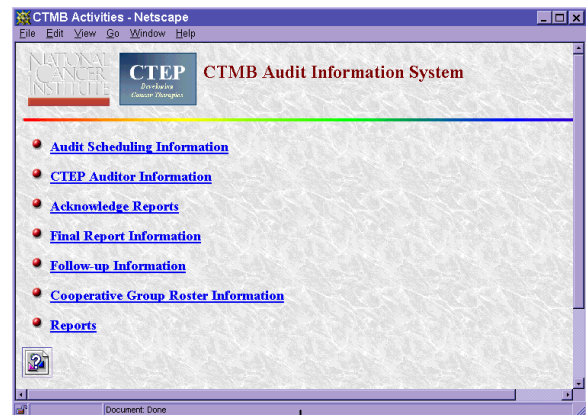 CTMB Activities - Netscape
File Edit View Go Window Help
NATIONAL
CANCER
INSTITUTE
CTEP
Developing
Cancer Therapies
CTMB Audit Information System
Audit Scheduling Information
CTEP Auditor Information
Acknowledge Reports
Final Report Information
Follow-up Information
Cooperative Group Roster Information
Reports
Document: Done